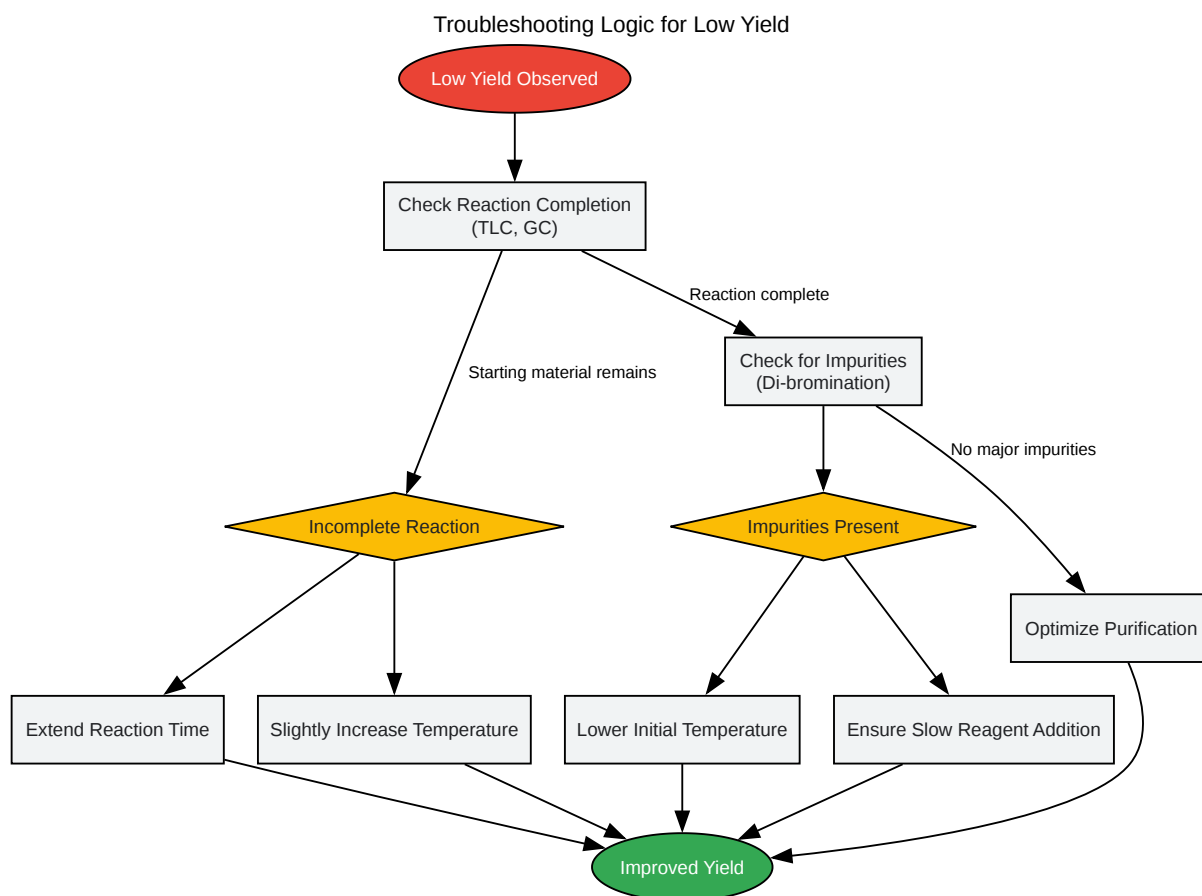 Troubleshooting Logic for Low Yield
Low Yield Observed
Check Reaction Completion
(TLC, GC)
Reaction complete
Check for Impurities
(Di-bromination)
Starting material remains
No major impurities
Incomplete Reaction
Impurities Present
Optimize Purification
Extend Reaction Time
Slightly Increase Temperature
Lower Initial Temperature
Ensure Slow Reagent Addition
Improved Yield